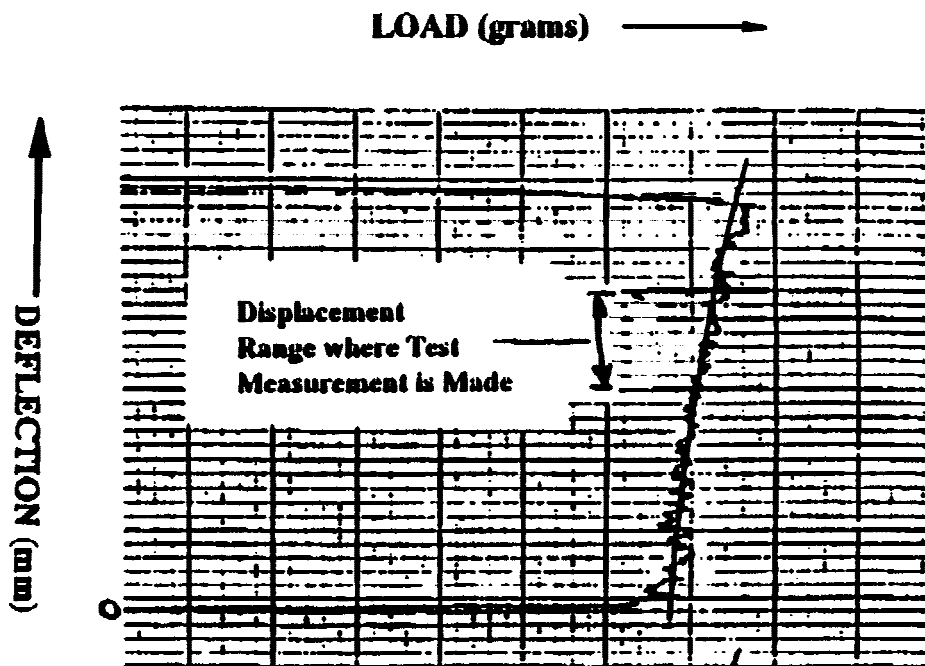 LOAD (grams)
DEFLECTION (mm)
Displacement
Range where Test
Measurement is Made
0